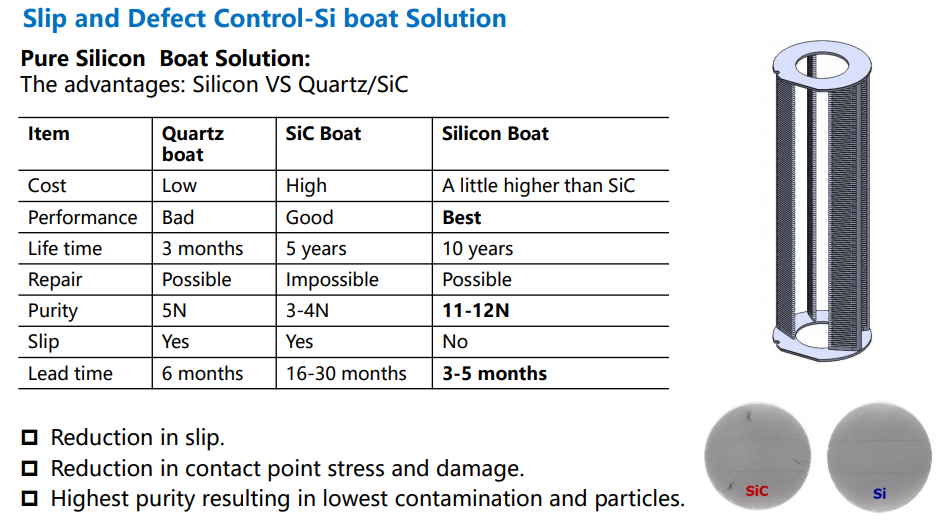 Slip and Defect Control-Si boat Solution
Pure Silicon Boat Solution:
The advantages: Silicon VS Quartz/SiC
Item Quartz boat SiC Boat Silicon Boat
Cost Low High A little higher than SiC
Performance Bad Good Best
Life time 3 months 5 years 10 years
Repair Possible Impossible Possible
Purity 5N 3-4N 11-12N
Slip Yes Yes No
Lead time 6 months 16-30 months 3-5 months
Reduction in slip.
Reduction in contact point stress and damage.
Highest purity resulting in lowest contamination and particles.
SiC Si